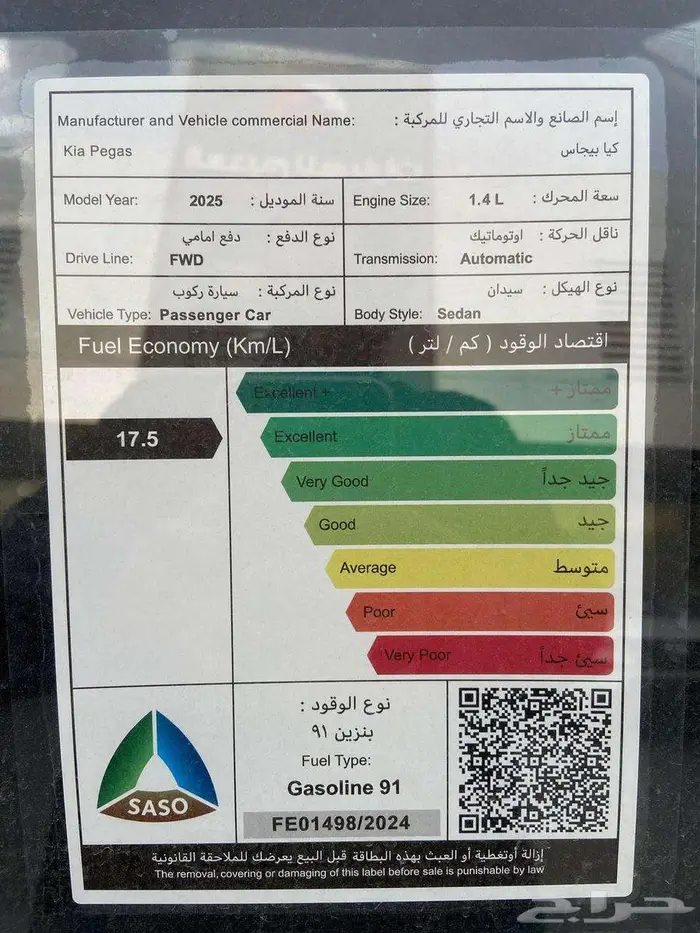 Manufacturer and Vehicle commercial Name: إسم الصانع والاسم التجاري للمركبة :
Kia Pegas كيا بيجاس
Model Year: 2025 سنة الموديل :
Engine Size: 1.4 L سعة المحرك :
نوع الدفع : دفع امامي
Drive Line: FWD
ناقل الحركة : اوتوماتيك
Transmission: Automatic
نوع المركبة : سيارة ركوب
Vehicle Type: Passenger Car
نوع الهيكل : سيدان
Body Style: Sedan
Fuel Economy (Km/L) اقتصاد الوقود ( كم / لتر )
17.5
Excellent + ممتاز +
Excellent ممتاز
Very Good جيد جداً
Good جيد
Average متوسط
Poor سيئ
Very Poor سيئ جداً
SASO
نوع الوقود :
بنزين ٩١
Fuel Type:
Gasoline 91
FE01498/2024
إزالة أوتغطية أو العبث بهذه البطاقة قبل البيع يعرضك للملاحقة القانونية
The removal, covering or damaging of this label before sale is punishable by law
حراج